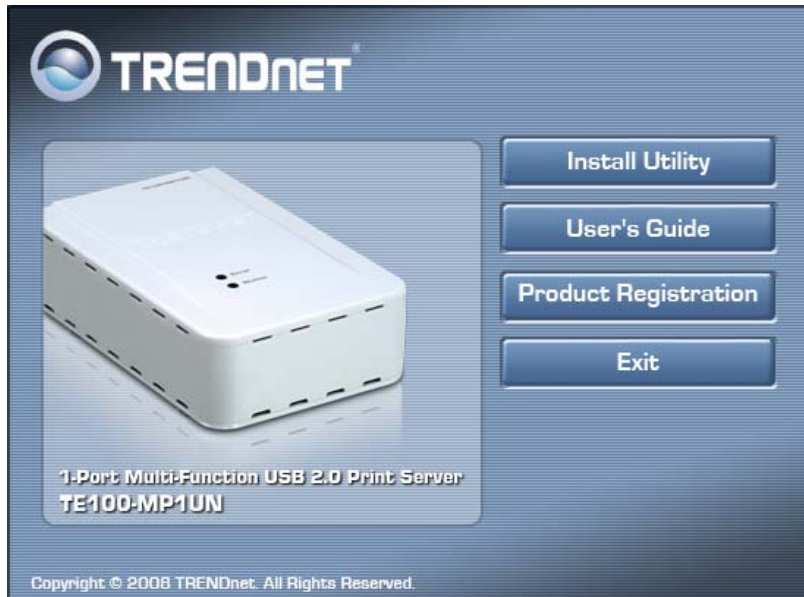 TRENDNET®
Install Utility
User's Guide
Product Registration
Exit
Error
1-Port Multi-Function USB 2.0 Print Server
TE100-MP1UN
Copyright © 2008 TRENDnet. All Rights Reserved.